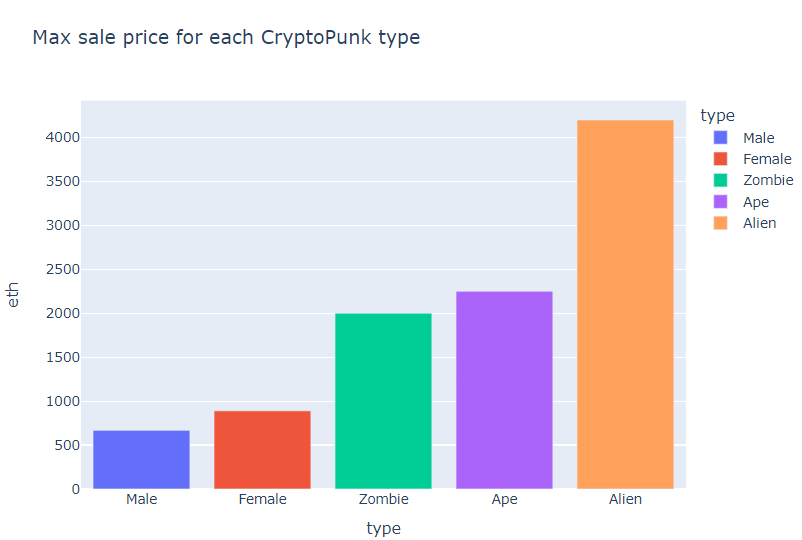 Max sale price for each CryptoPunk type
type
Male
Female
Zombie
Ape
Alien
eth
4000
3500
3000
2500
2000
1500
1000
500
0
Male Female Zombie Ape Alien
type